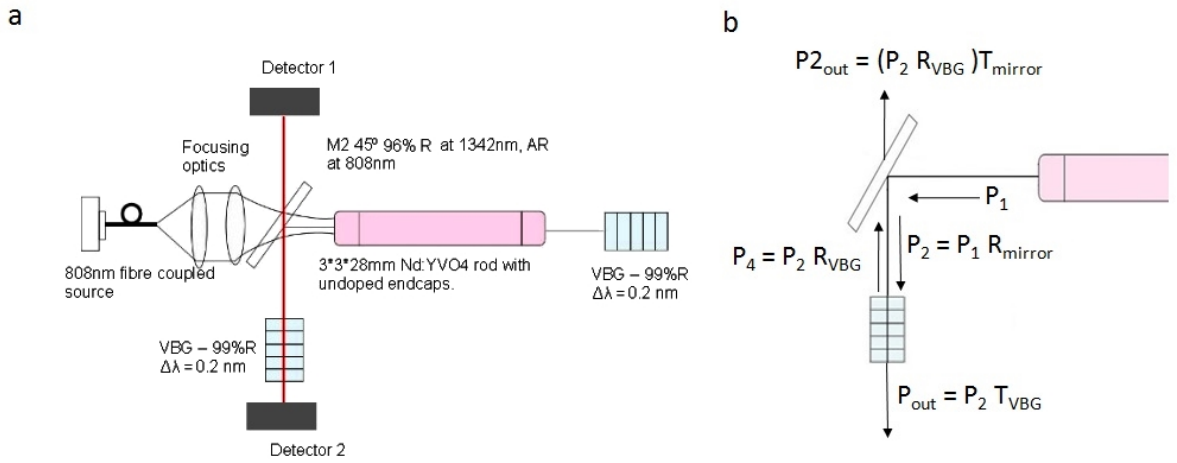 a
Detector 1
Focusing
optics
M2 45º 96% R at 1342nm, AR
at 808nm
808nm fibre coupled
source
3*3*28mm Nd:YVO4 rod with
undoped endcaps.
VBG – 99%R
Δλ = 0.2 nm
VBG – 99%R
Δλ = 0.2 nm
Detector 2
b
P2out = (P2 RVBG )Tmirror
P1
P2 = P1 Rmirror
P4 = P2 RVBG
Pout = P2 TVBG